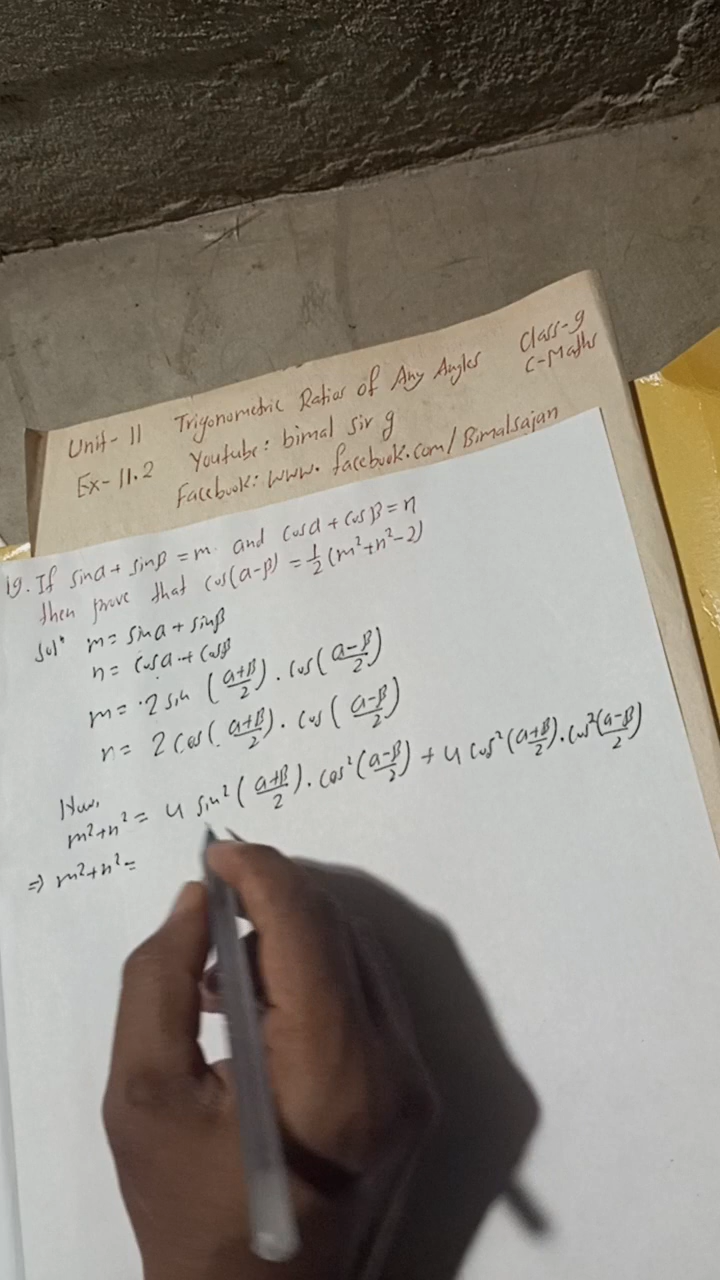 Unit- 11 Trigonometric Ratios of Any Angles Class-9
Ex- 11.2 Youtube: bimal sir g C-Maths
Facebook: www.facebook.com/Bimalsajan
19. If sinα + sinβ = m and cosα + cosβ = n
then prove that cos(α-β) = 1/2 (m²+n²-2)
Solⁿ m = sinα + sinβ
n = cosα + cosβ
m = 2 sin (α+β/2) . cos (α-β/2)
n = 2 cos (α+β/2) . cos (α-β/2)
Now,
m²+n² = 4 sin² (α+β/2) . cos² (α-β/2) + 4 cos² (α+β/2) . cos² (α-β/2)
⇒ m²+n² =